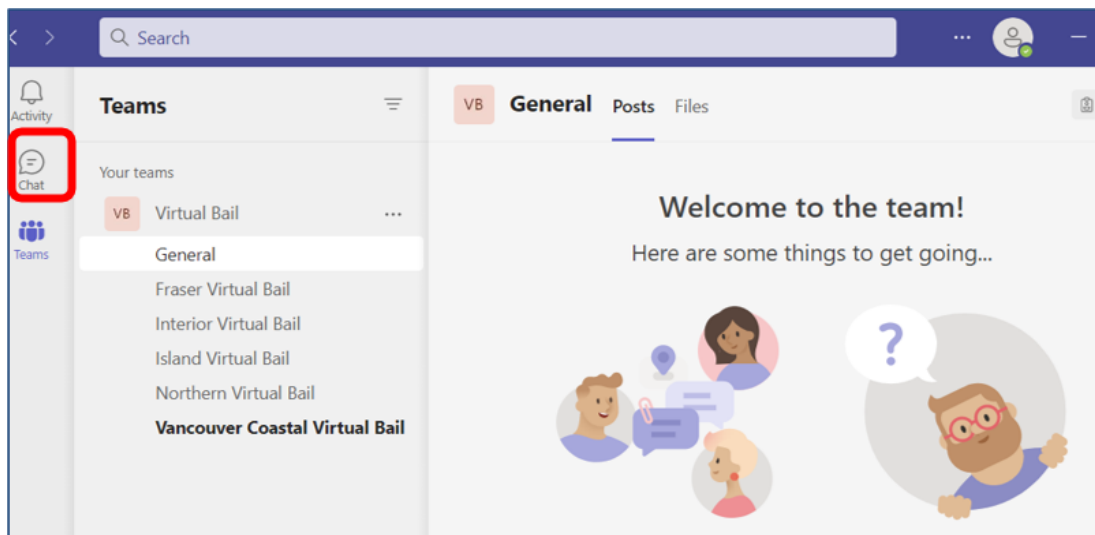 Search
Activity
Chat
Teams
Teams
Your teams
VB Virtual Bail
General
Fraser Virtual Bail
Interior Virtual Bail
Island Virtual Bail
Northern Virtual Bail
Vancouver Coastal Virtual Bail
VB General Posts Files
Welcome to the team!
Here are some things to get going...
?